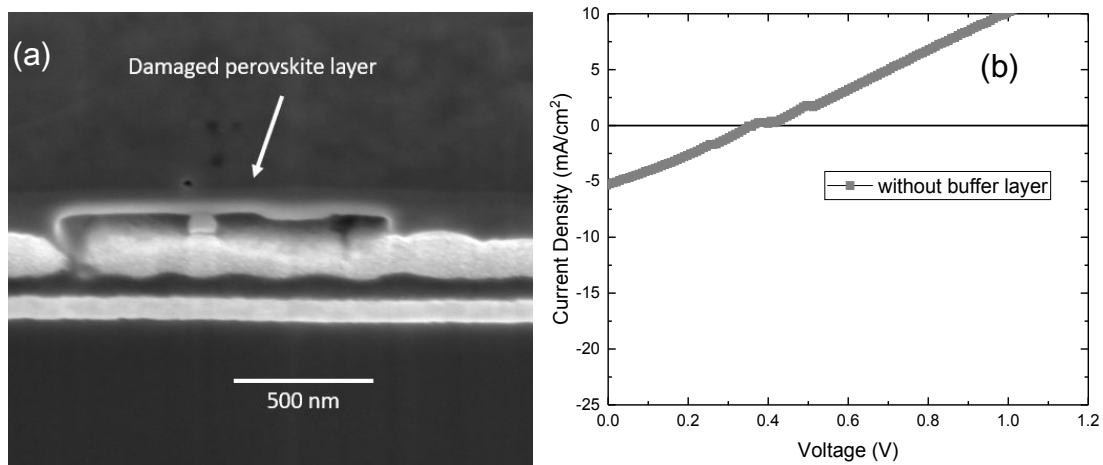 (a)
Damaged perovskite layer
500 nm
(b)
Current Density (mA/cm²)
10
5
0
-5
-10
-15
-20
-25
without buffer layer
0.0 0.2 0.4 0.6 0.8 1.0 1.2
Voltage (V)